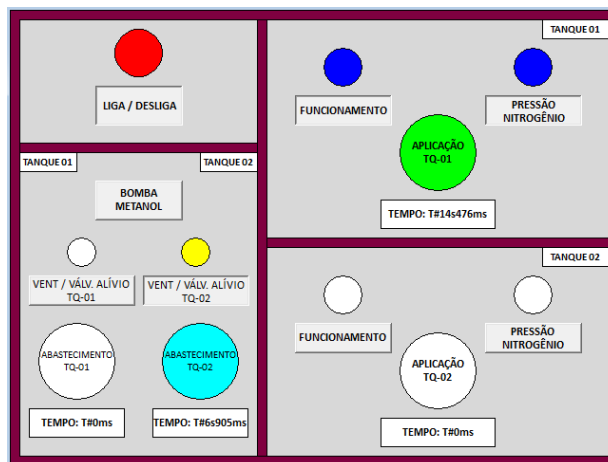 LIGA / DESLIGA
TANQUE 01
TANQUE 02
BOMBA
METANOL
VENT / VÁLV. ALÍVIO
TQ-01
VENT / VÁLV. ALÍVIO
TQ-02
ABASTECIMENTO
TQ-01
ABASTECIMENTO
TQ-02
TEMPO: T#0ms
TEMPO: T#6s905ms
TANQUE 01
FUNCIONAMENTO
PRESSÃO
NITROGÊNIO
APLICAÇÃO
TQ-01
TEMPO: T#14s476ms
TANQUE 02
FUNCIONAMENTO
PRESSÃO
NITROGÊNIO
APLICAÇÃO
TQ-02
TEMPO: T#0ms